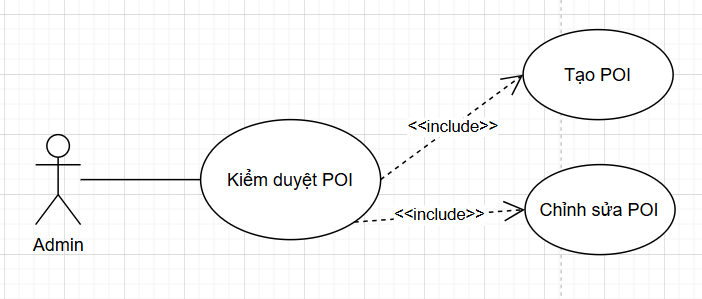 Tạo POI
<<include>>
Kiểm duyệt POI
<<include>>
Chỉnh sửa POI
Admin